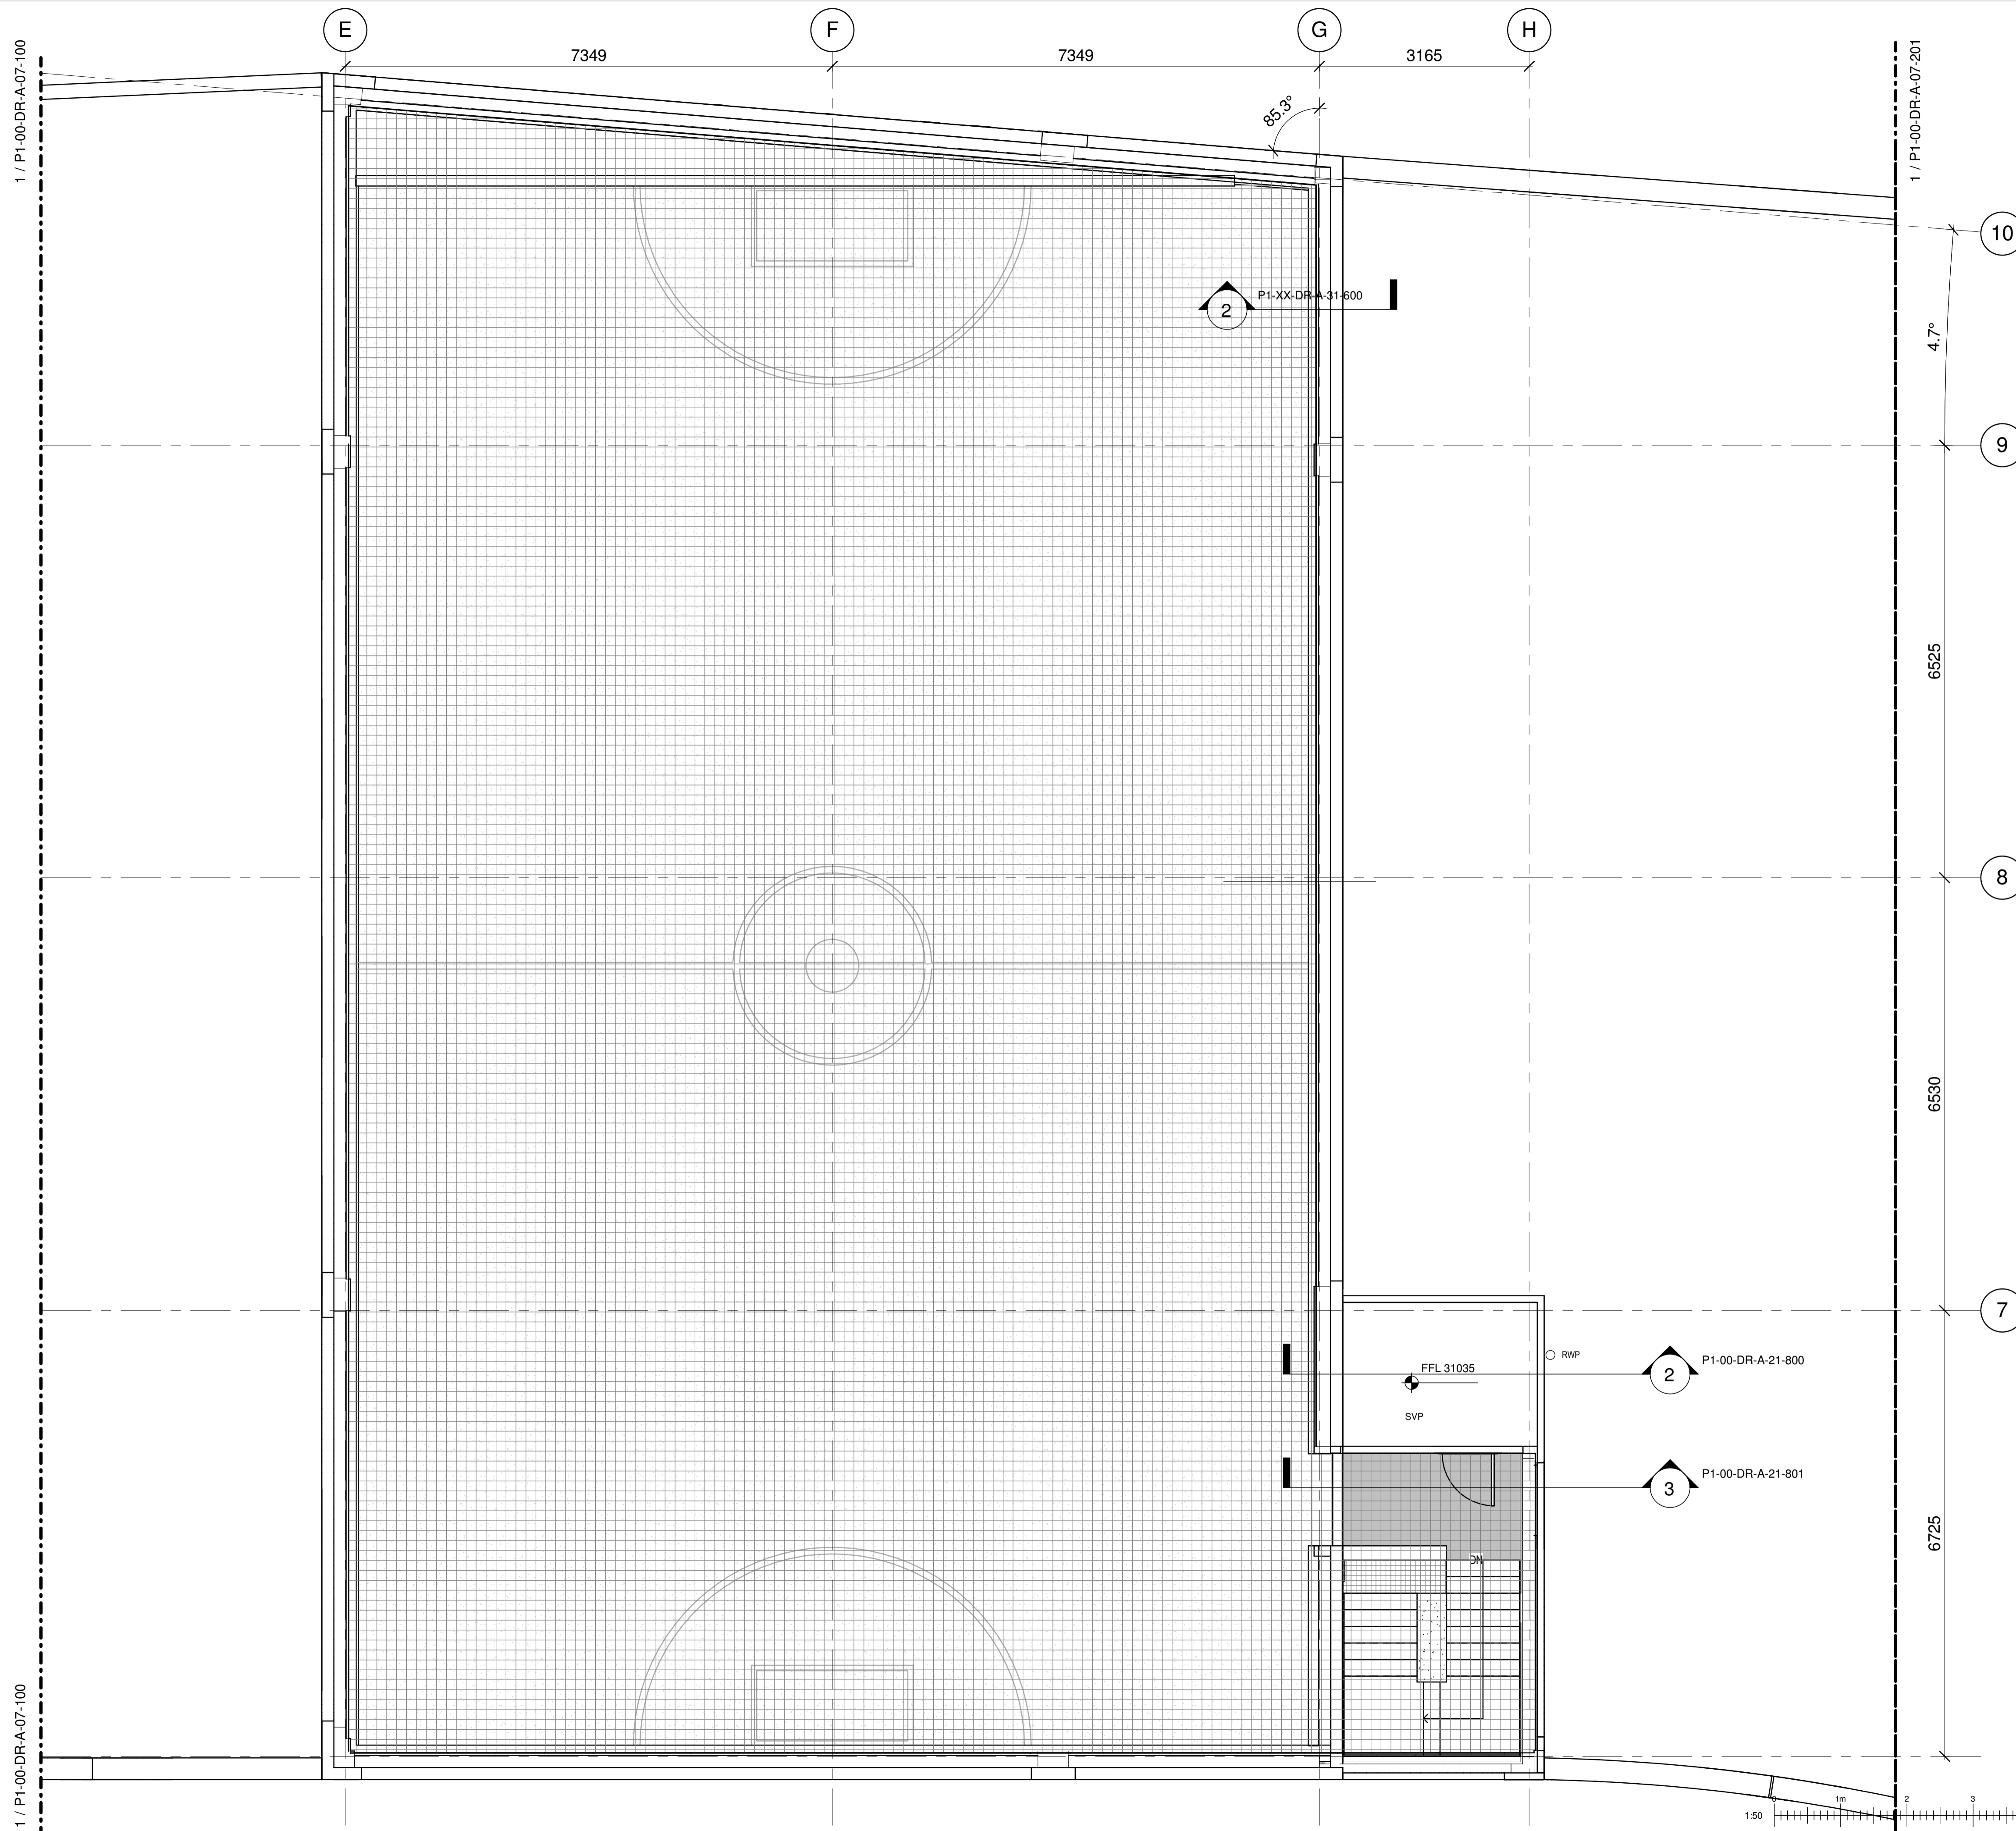 E
F
G
H
7349
7349
3165
1 / P1-00-DR-A-07-100
1 / P1-00-DR-A-07-201
85.3°
10
2
P1-XX-DR-A-31-600
4.7°
9
6525
8
6530
7
RWP
FFL 31035
2
P1-00-DR-A-21-800
SVP
3
P1-00-DR-A-21-801
6725
DN
1 / P1-00-DR-A-07-100
1:50
0
1m
2
3